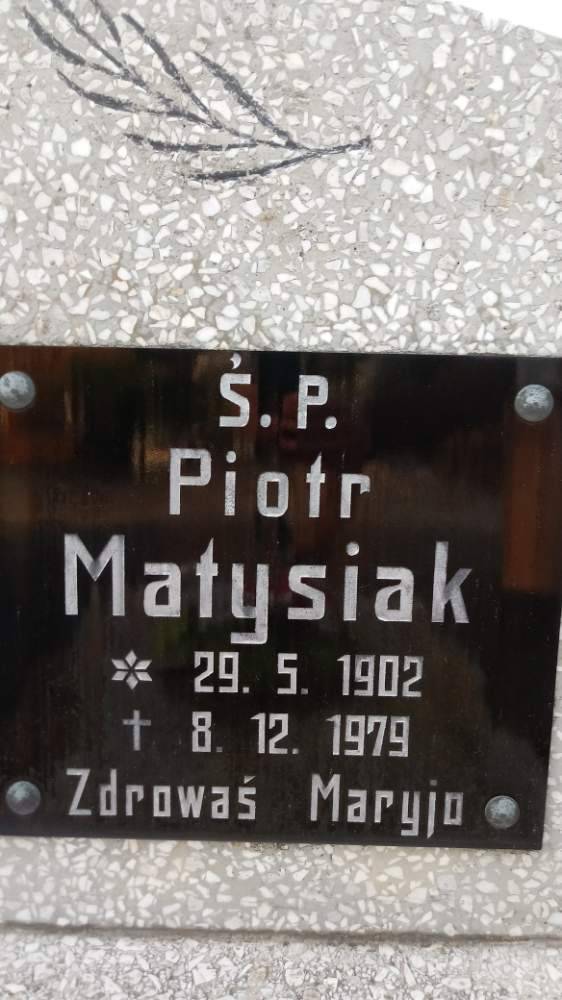 Ś. P.
Piotr
Matysiak
* 29. 5. 1902
† 8. 12. 1979
Zdrowaś Maryjo